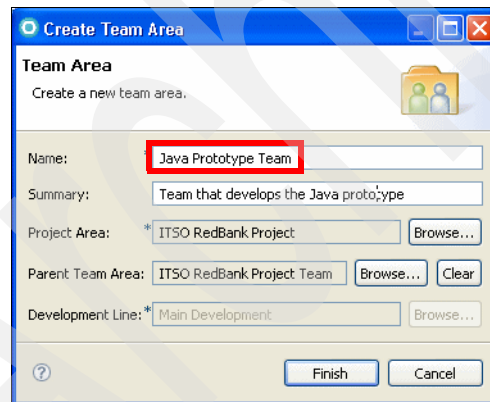 Create Team Area
Team Area
Create a new team area.
Name: * Java Prototype Team
Summary: Team that develops the Java prototype
Project Area: * ITSO RedBank Project Browse...
Parent Team Area: ITSO RedBank Project Team Browse... Clear
Development Line: * Main Development Browse...
? Finish Cancel